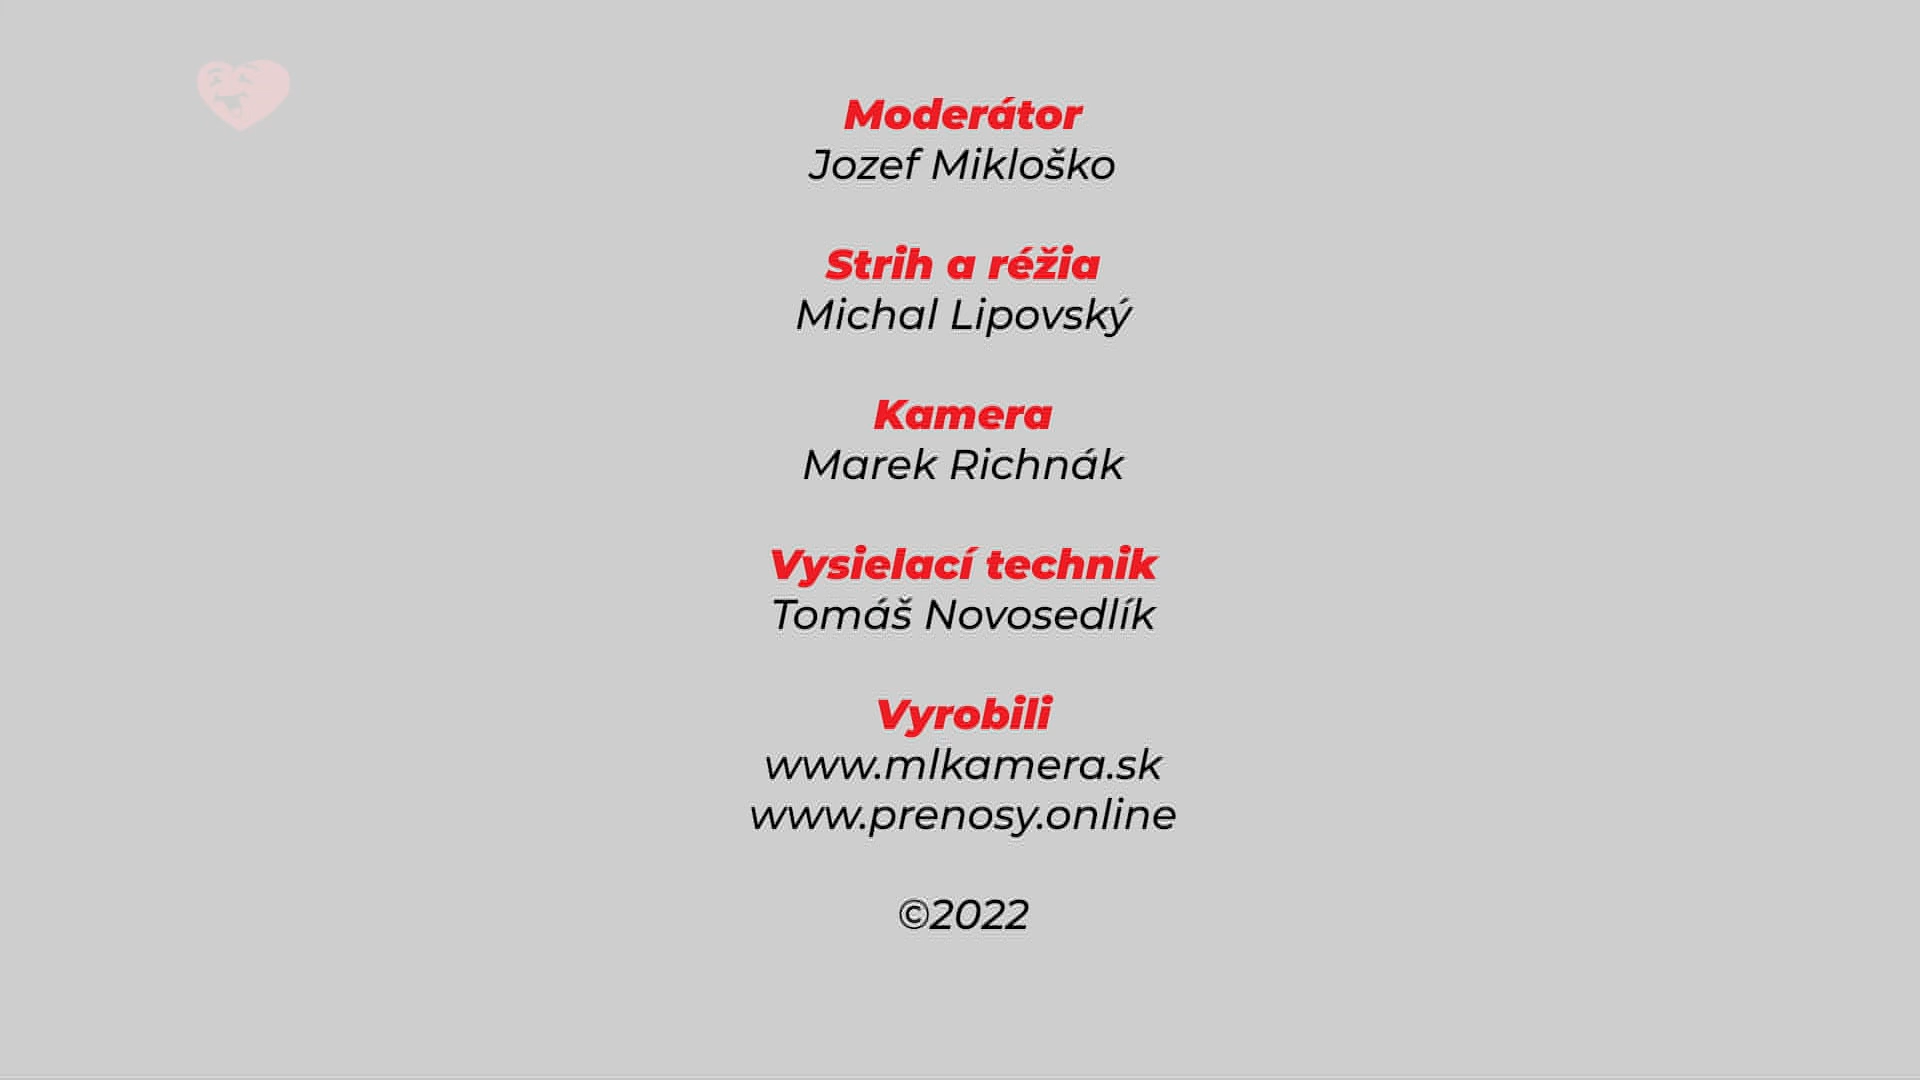 Moderátor
Jozef Mikloško
Strih a réžia
Michal Lipovský
Kamera
Marek Richnák
Vysielací technik
Tomáš Novosedlík
Vyrobili
www.mlkamera.sk
www.prenosy.online
©2022